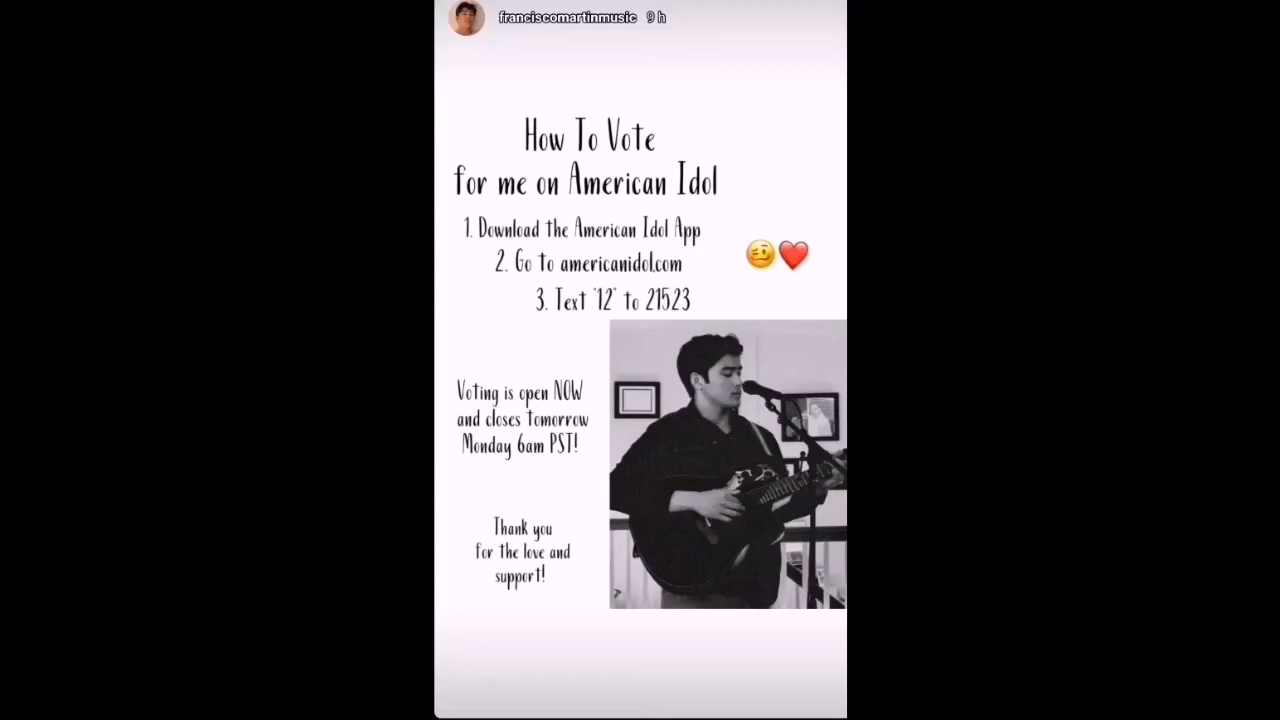 franciscomartinmusic 9 h
How To Vote
for me on American Idol
1. Download the American Idol App
2. Go to americanidol.com
3. Text "12" to 21523
Voting is open NOW
and closes tomorrow
Monday 6am PST!
Thank you
for the love and
support!